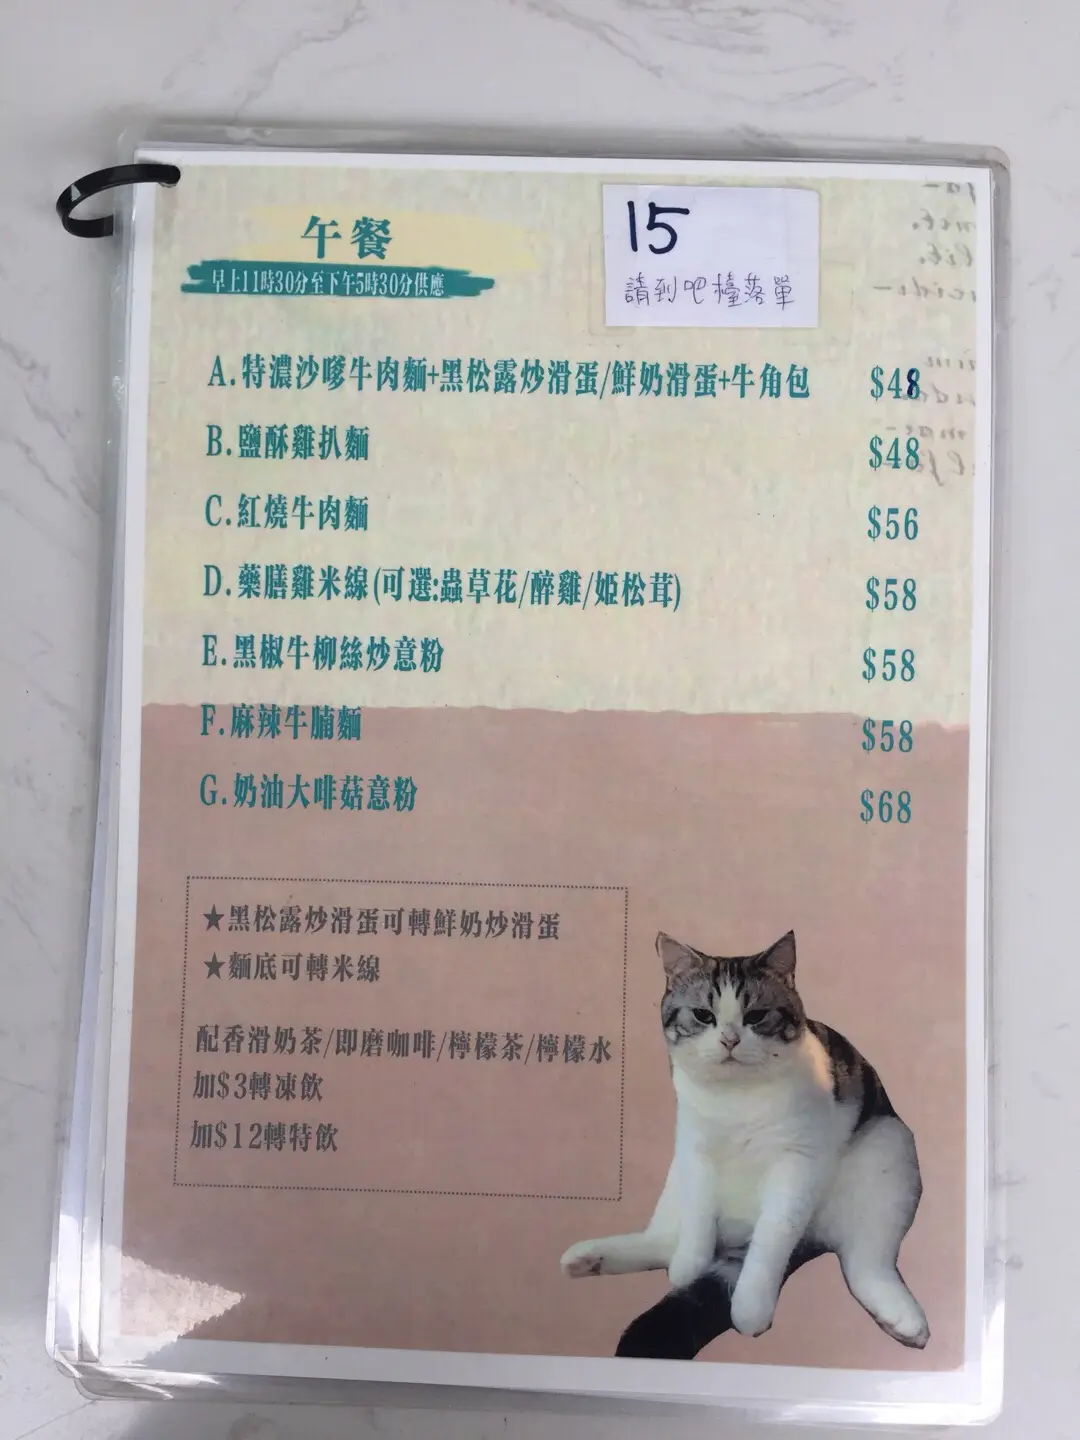 午餐
早上11時30分至下午5時30分供應
15
請到吧檯落單
A.特濃沙嗲牛肉麵+黑松露炒滑蛋/鮮奶滑蛋+牛角包 $48
B.鹽酥雞扒麵 $48
C.紅燒牛肉麵 $56
D.藥膳雞米線(可選:蟲草花/醉雞/姬松茸) $58
E.黑椒牛柳絲炒意粉 $58
F.麻辣牛腩麵 $58
G.奶油大啡菇意粉 $68
★黑松露炒滑蛋可轉鮮奶炒滑蛋
★麵底可轉米線
配香滑奶茶/即磨咖啡/檸檬茶/檸檬水
加$3轉凍飲
加$12轉特飲